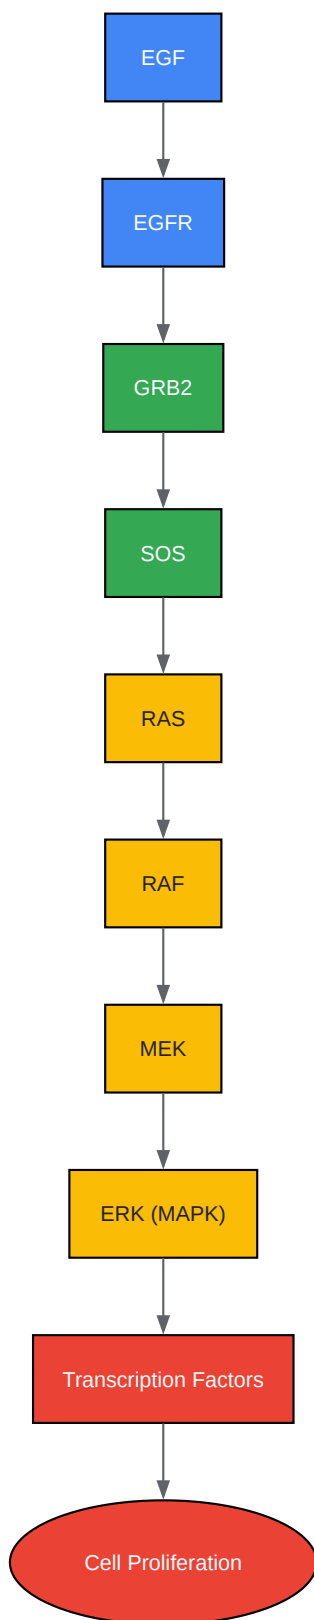 EGF
EGFR
GRB2
SOS
RAS
RAF
MEK
ERK (MAPK)
Transcription Factors
Cell Proliferation